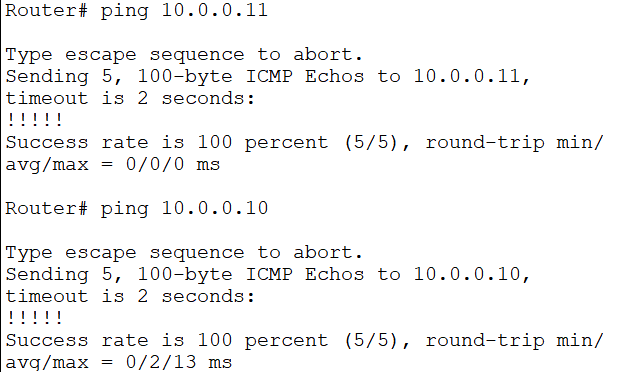 Router# ping 10.0.0.11
Type escape sequence to abort.
Sending 5, 100-byte ICMP Echos to 10.0.0.11,
timeout is 2 seconds:
!!!!!
Success rate is 100 percent (5/5), round-trip min/
avg/max = 0/0/0 ms
Router# ping 10.0.0.10
Type escape sequence to abort.
Sending 5, 100-byte ICMP Echos to 10.0.0.10,
timeout is 2 seconds:
!!!!!
Success rate is 100 percent (5/5), round-trip min/
avg/max = 0/2/13 ms